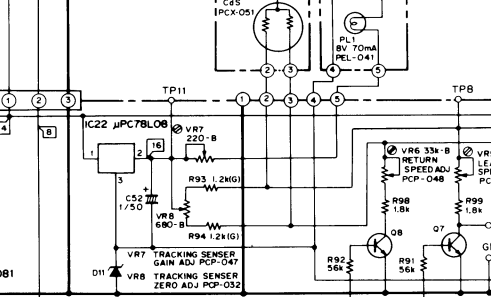 CdS
PCX-051
PL1
8V 70mA
PEL-041
2 3 4 5
TP11
TP8
1 2 3 1 2 3 4 5
4
8
IC22 µPC78L08
VR7
220-B
16
1 2
3
VR6 33k-B
RETURN
SPEED ADJ
PCP-048
R93 1.2k(G)
C52
1/50
+
VR8
680-B
R94 1.2k(G)
R98
1.8k
R99
1.8k
Q8
Q7
VR7 TRACKING SENSER
GAIN ADJ PCP-047
D11
VR8 TRACKING SENSER
ZERO ADJ PCP-032
R92
56k
R91
56k